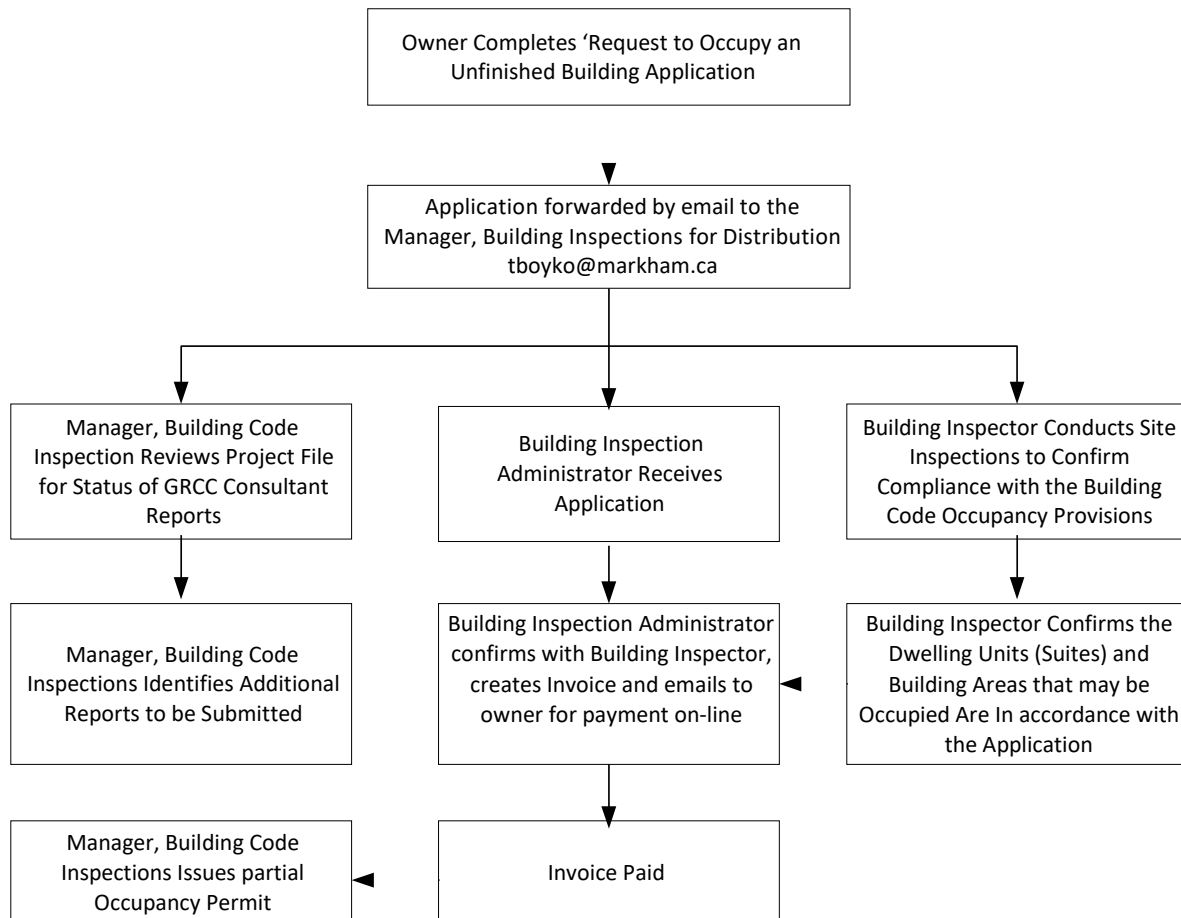 Owner Completes ‘Request to Occupy an
Unfinished Building Application
Application forwarded by email to the
Manager, Building Inspections for Distribution
tboyko@markham.ca
Manager, Building Code
Inspection Reviews Project File
for Status of GRCC Consultant
Reports
Building Inspection
Administrator Receives
Application
Building Inspector Conducts Site
Inspections to Confirm
Compliance with the Building
Code Occupancy Provisions
Manager, Building Code
Inspections Identifies Additional
Reports to be Submitted
Building Inspection Administrator
confirms with Building Inspector,
creates Invoice and emails to
owner for payment on-line
Building Inspector Confirms the
Dwelling Units (Suites) and
Building Areas that may be
Occupied Are In accordance with
the Application
Manager, Building Code
Inspections Issues partial
Occupancy Permit
Invoice Paid